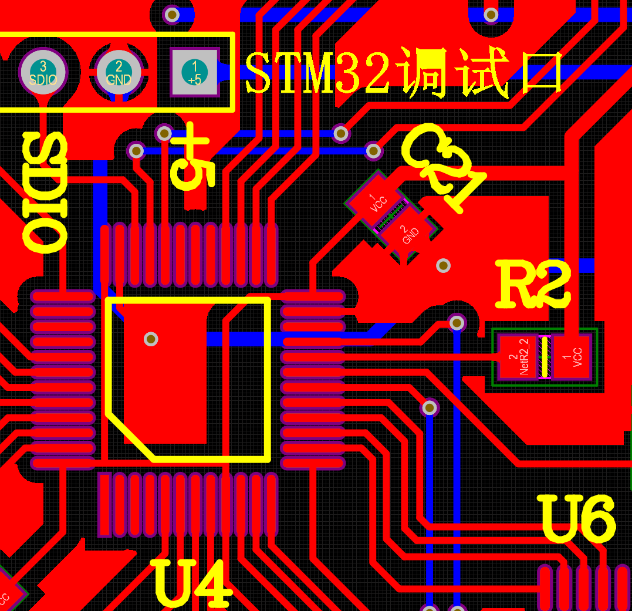 3 2 1
SDIO GND +5
STM32调试口
SDIO
+5
C21
1
VCC
2
GND
R2
2
NetR2_2
1
VCC
U6
U4